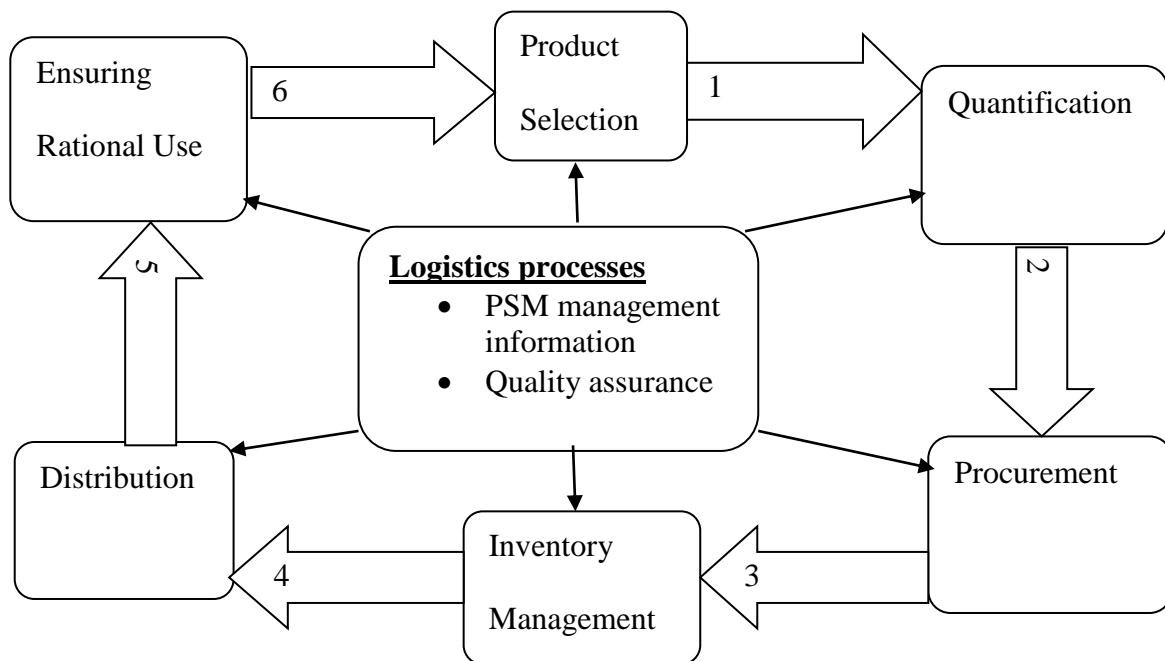 Ensuring
Rational Use
6
Product
Selection
1
Quantification
5
Logistics processes
• PSM management
information
• Quality assurance
2
Distribution
4
Inventory
Management
3
Procurement